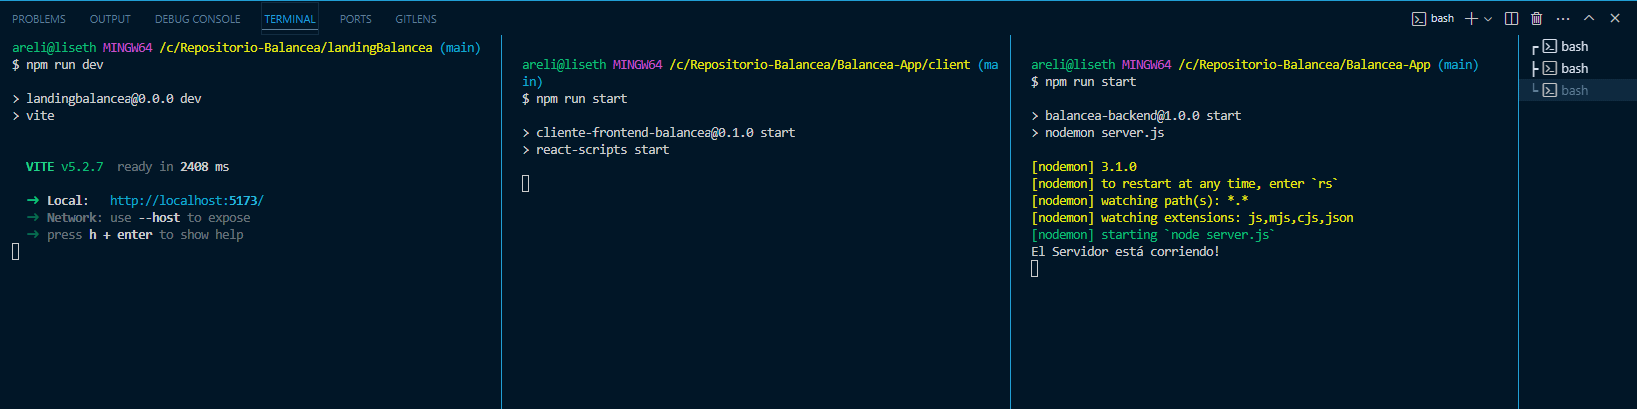 PROBLEMS OUTPUT DEBUG CONSOLE TERMINAL PORTS GITLENS bash
areli@liseth MINGW64 /c/Repositorio-Balancea/landingBalancea (main)
$ npm run dev
> landingbalancea@0.0.0 dev
> vite
VITE v5.2.7 ready in 2408 ms
➜ Local: http://localhost:5173/
➜ Network: use --host to expose
➜ press h + enter to show help
areli@liseth MINGW64 /c/Repositorio-Balancea/Balancea-App/client (ma
in)
$ npm run start
> cliente-frontend-balancea@0.1.0 start
> react-scripts start
areli@liseth MINGW64 /c/Repositorio-Balancea/Balancea-App (main)
$ npm run start
> balancea-backend@1.0.0 start
> nodemon server.js
[nodemon] 3.1.0
[nodemon] to restart at any time, enter `rs`
[nodemon] watching path(s): *.*
[nodemon] watching extensions: js,mjs,cjs,json
[nodemon] starting `node server.js`
El Servidor está corriendo!
bash
bash
bash